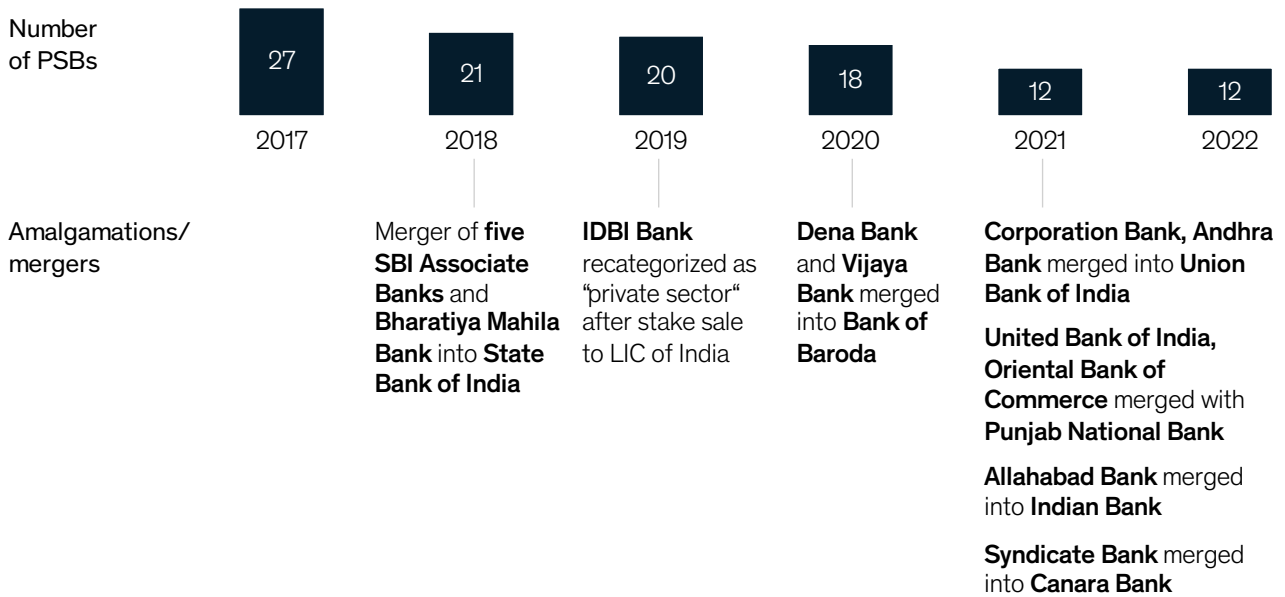 Number
of PSBs
27
21
20
18
12
12
2017
2018
2019
2020
2021
2022
Amalgamations/
mergers
Merger of five
SBI Associate
Banks and
Bharatiya Mahila
Bank into State
Bank of India
IDBI Bank
recategorized as
“private sector“
after stake sale
to LIC of India
Dena Bank
and Vijaya
Bank merged
into Bank of
Baroda
Corporation Bank, Andhra
Bank merged into Union
Bank of India
United Bank of India,
Oriental Bank of
Commerce merged with
Punjab National Bank
Allahabad Bank merged
into Indian Bank
Syndicate Bank merged
into Canara Bank